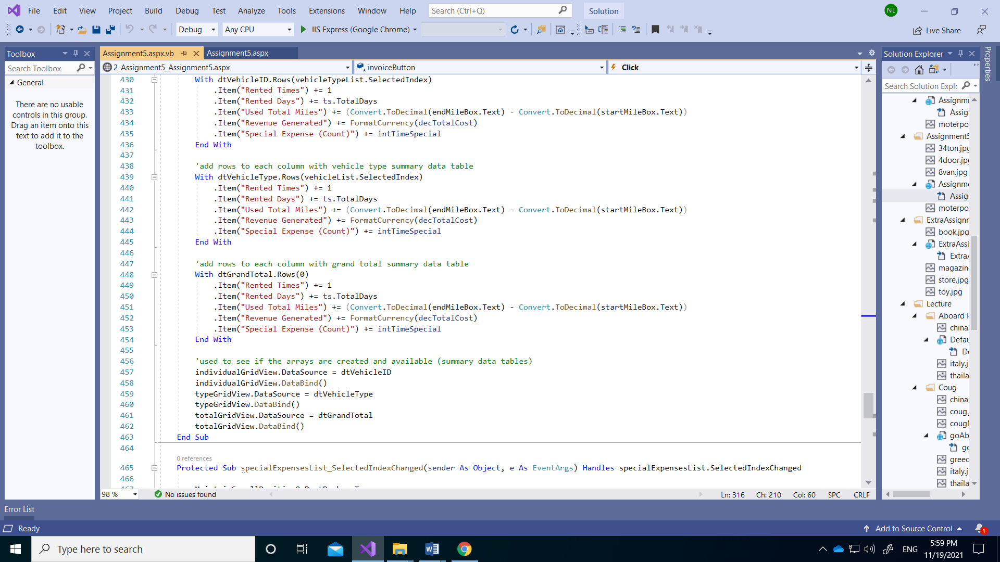 File Edit View Project Build Debug Test Analyze Tools Extensions Window Help Search (Ctrl+Q) Solution NL
Debug Any CPU IIS Express (Google Chrome) Live Share
Toolbox
Search Toolbox
General
There are no usable
controls in this group.
Drag an item onto this
text to add it to the
toolbox.
Assignment5.aspx.vb Assignment5.aspx
2_Assignment5_Assignment5.aspx invoiceButton Click
430 With dtVehicleID.Rows(vehicleTypeList.SelectedIndex)
431 .Item("Rented Times") += 1
432 .Item("Rented Days") += ts.TotalDays
433 .Item("Used Total Miles") += (Convert.ToDecimal(endMileBox.Text) - Convert.ToDecimal(startMileBox.Text))
434 .Item("Revenue Generated") += FormatCurrency(decTotalCost)
435 .Item("Special Expense (Count)") += intTimeSpecial
436 End With
437
438 'add rows to each column with vehicle type summary data table
439 With dtVehicleType.Rows(vehicleList.SelectedIndex)
440 .Item("Rented Times") += 1
441 .Item("Rented Days") += ts.TotalDays
442 .Item("Used Total Miles") += (Convert.ToDecimal(endMileBox.Text) - Convert.ToDecimal(startMileBox.Text))
443 .Item("Revenue Generated") += FormatCurrency(decTotalCost)
444 .Item("Special Expense (Count)") += intTimeSpecial
445 End With
446
447 'add rows to each column with grand total summary data table
448 With dtGrandTotal.Rows(0)
449 .Item("Rented Times") += 1
450 .Item("Rented Days") += ts.TotalDays
451 .Item("Used Total Miles") += (Convert.ToDecimal(endMileBox.Text) - Convert.ToDecimal(startMileBox.Text))
452 .Item("Revenue Generated") += FormatCurrency(decTotalCost)
453 .Item("Special Expense (Count)") += intTimeSpecial
454 End With
455
456 'used to see if the arrays are created and available (summary data tables)
457 individualGridView.DataSource = dtVehicleID
458 individualGridView.DataBind()
459 typeGridView.DataSource = dtVehicleType
460 typeGridView.DataBind()
461 totalGridView.DataSource = dtGrandTotal
462 totalGridView.DataBind()
463 End Sub
464
0 references
465 Protected Sub specialExpensesList_SelectedIndexChanged(sender As Object, e As EventArgs) Handles specialExpensesList.SelectedIndexChanged
466
98 % No issues found Ln: 316 Ch: 210 Col: 60 SPC CRLF
Solution Explorer
Search Solution Explo
Assignm
Assig
moterpo
Assignment5
34ton.jpg
4door.jp
8van.jpg
Assignme
Assig
moterpo
ExtraAssignr
book.jpg
ExtraAssi
ExtraA
magazin
store.jpg
toy.jpg
Lecture
Aboard P
china
Defau
De
italy.j
thaila
Coug
china
coug.
cougl
goAb
go
greec
italy.j
thaila
Properties
Error List
Ready Add to Source Control 1
Type here to search ENG 5:59 PM
11/19/2021